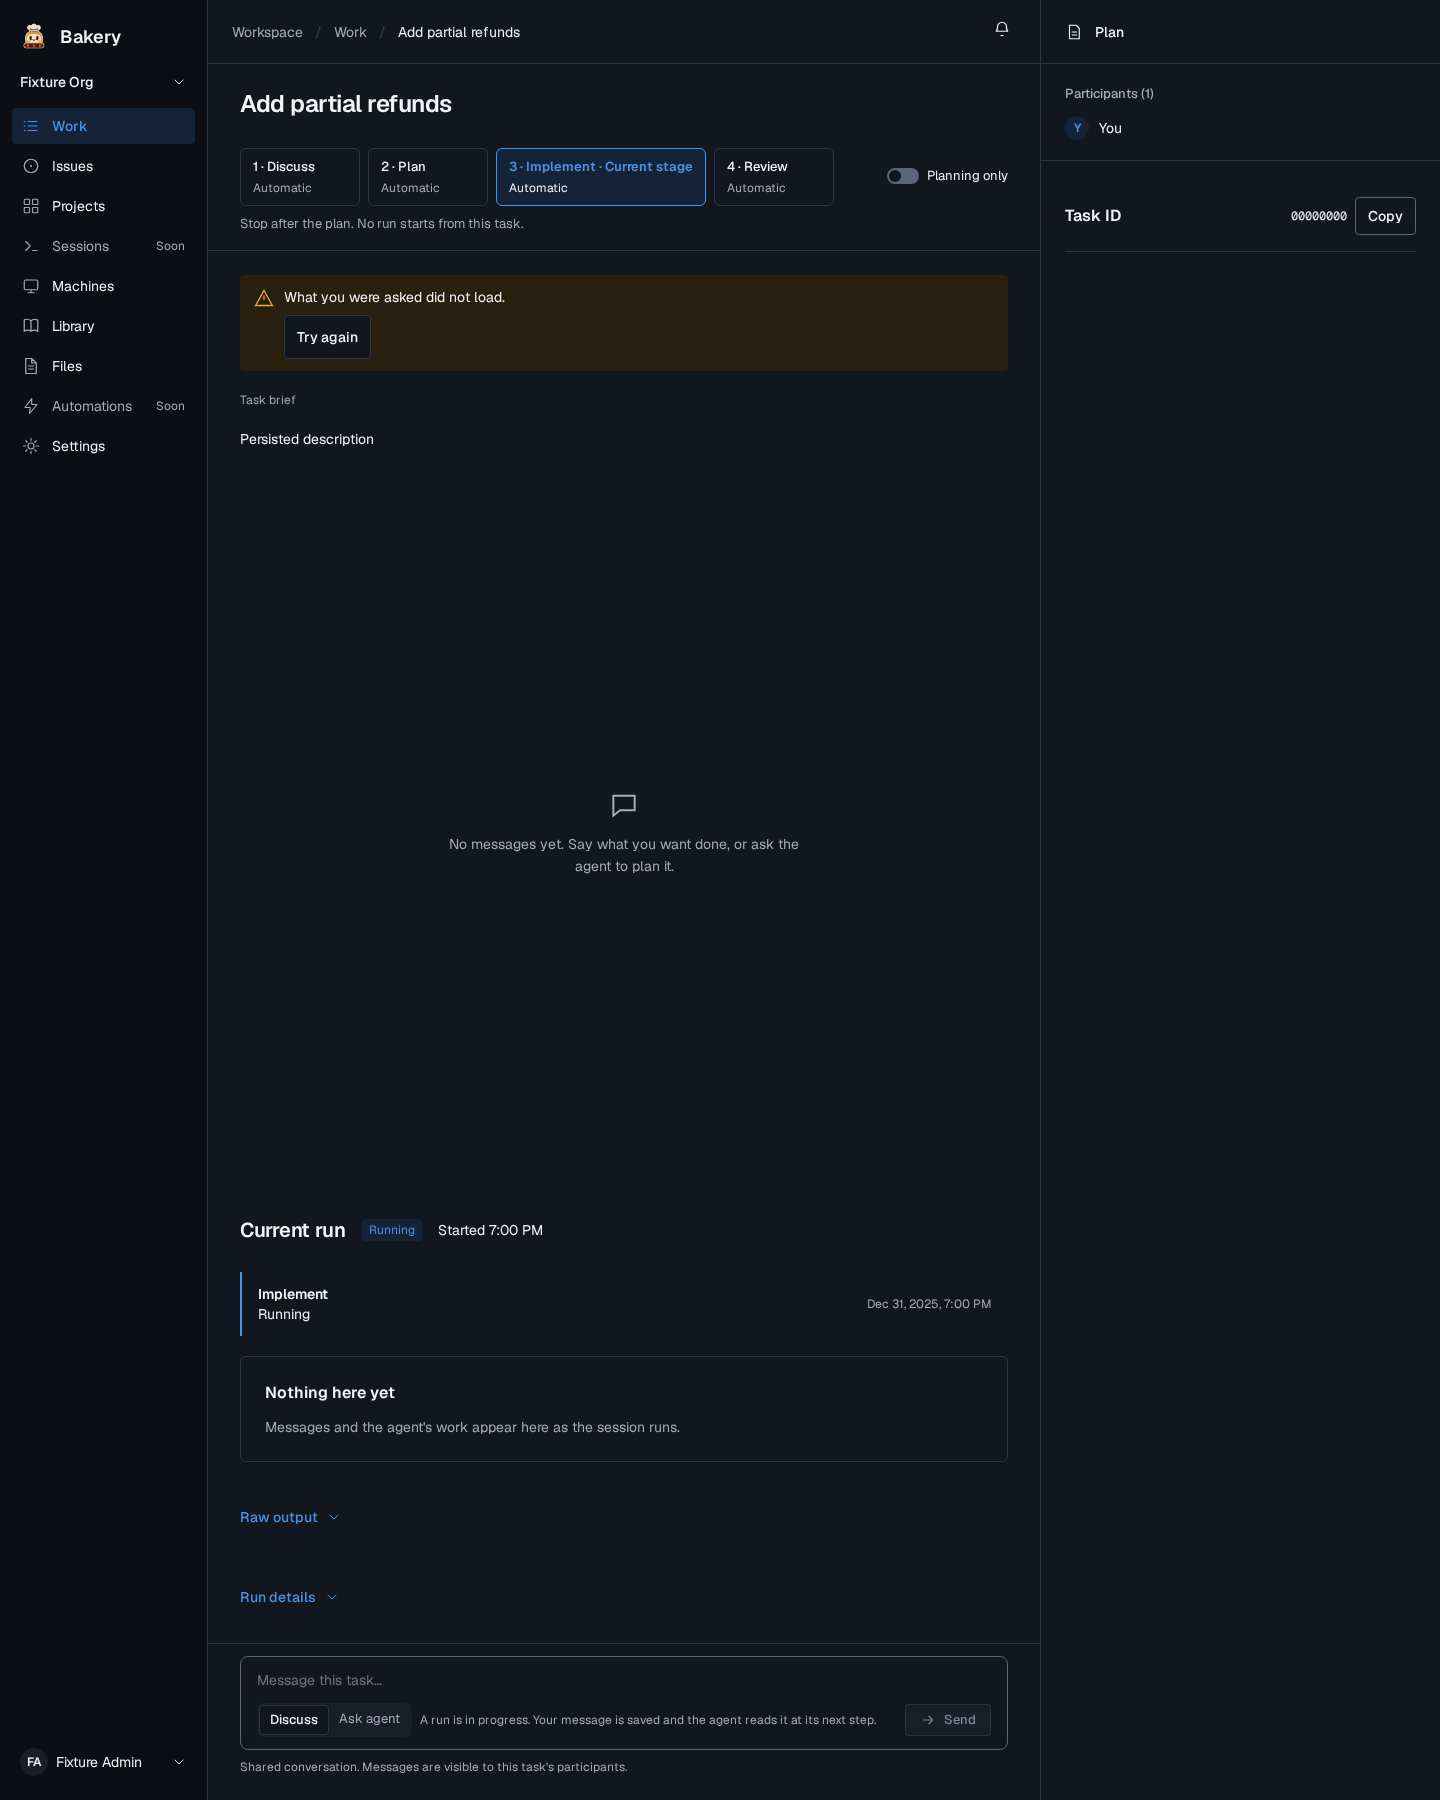 Bakery
Fixture Org
Work
Issues
Projects
Sessions Soon
Machines
Library
Files
Automations Soon
Settings
FA Fixture Admin
Workspace / Work / Add partial refunds
Add partial refunds
1 · Discuss
Automatic
2 · Plan
Automatic
3 · Implement · Current stage
Automatic
4 · Review
Automatic
Planning only
Stop after the plan. No run starts from this task.
What you were asked did not load.
Try again
Task brief
Persisted description
No messages yet. Say what you want done, or ask the
agent to plan it.
Current run Running Started 7:00 PM
Implement
Running
Dec 31, 2025, 7:00 PM
Nothing here yet
Messages and the agent's work appear here as the session runs.
Raw output
Run details
Message this task...
Discuss Ask agent A run is in progress. Your message is saved and the agent reads it at its next step. Send
Shared conversation. Messages are visible to this task's participants.
Plan
Participants (1)
Y You
Task ID 00000000 Copy